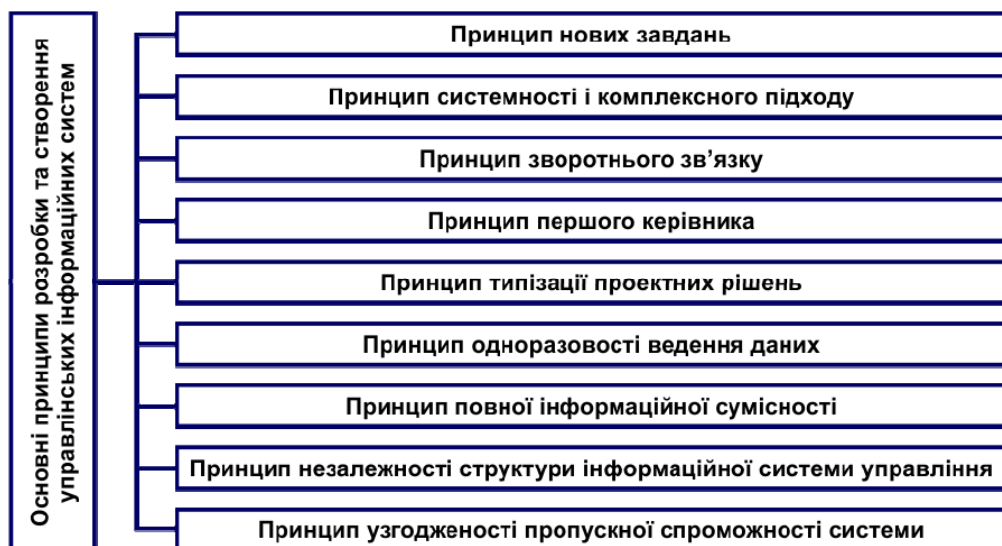 Основні принципи розробки та створення
управлінських інформаційних систем
Принцип нових завдань
Принцип системності і комплексного підходу
Принцип зворотнього зв’язку
Принцип першого керівника
Принцип типізації проектних рішень
Принцип одноразовості ведення даних
Принцип повної інформаційної сумісності
Принцип незалежності структури інформаційної системи управління
Принцип узгодженості пропускної спроможності системи